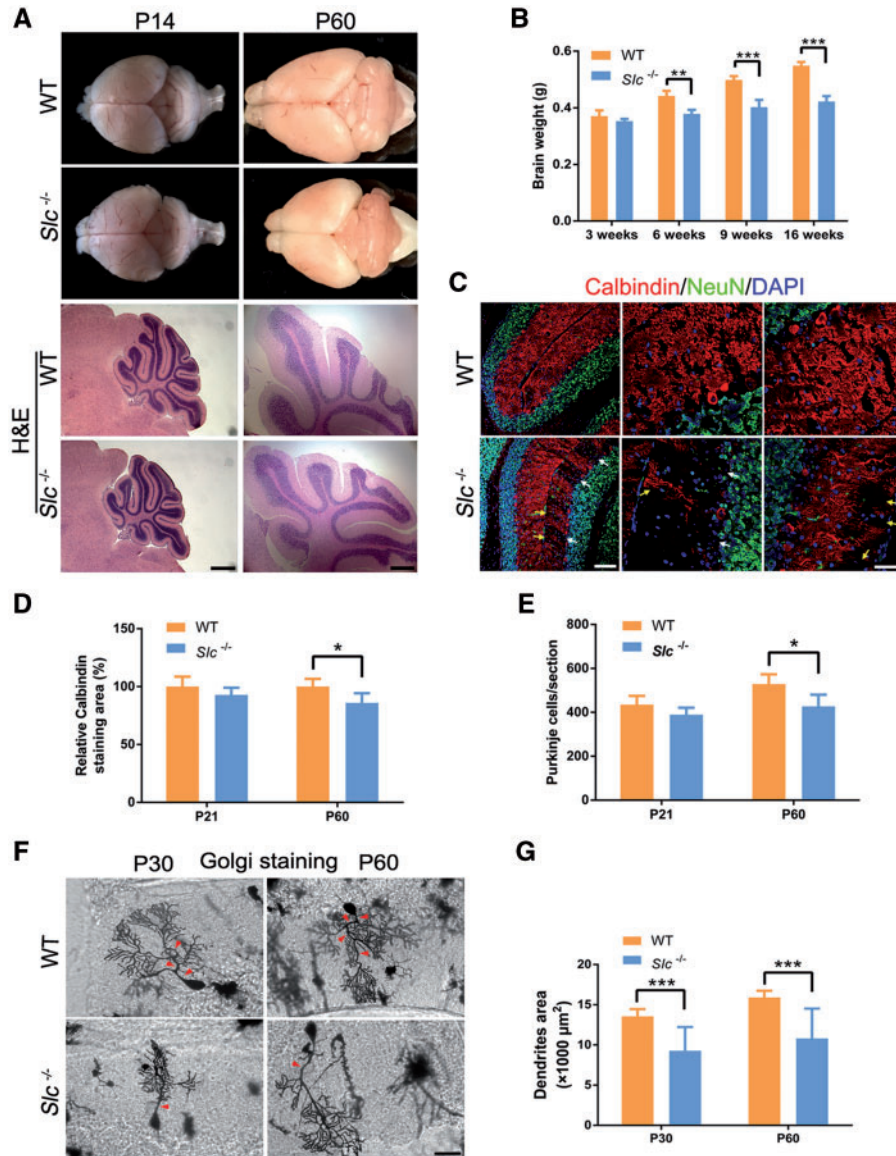 A
P14
P60
WT
Slc -/-
H&E
WT
Slc -/-
B
Brain weight (g)
0.6
0.4
0.2
0.0
WT
Slc -/-
**
***
***
3 weeks
6 weeks
9 weeks
16 weeks
C
Calbindin/NeuN/DAPI
WT
Slc -/-
D
Relative Calbindin
staining area (%)
150
100
50
0
WT
Slc -/-
*
P21
P60
E
Purkinje cells/section
800
600
400
200
0
WT
Slc -/-
*
P21
P60
F
P30 Golgi staining P60
WT
Slc -/-
G
Dendrites area
(×1000 μm²)
20
15
10
5
0
WT
Slc -/-
***
***
P30
P60